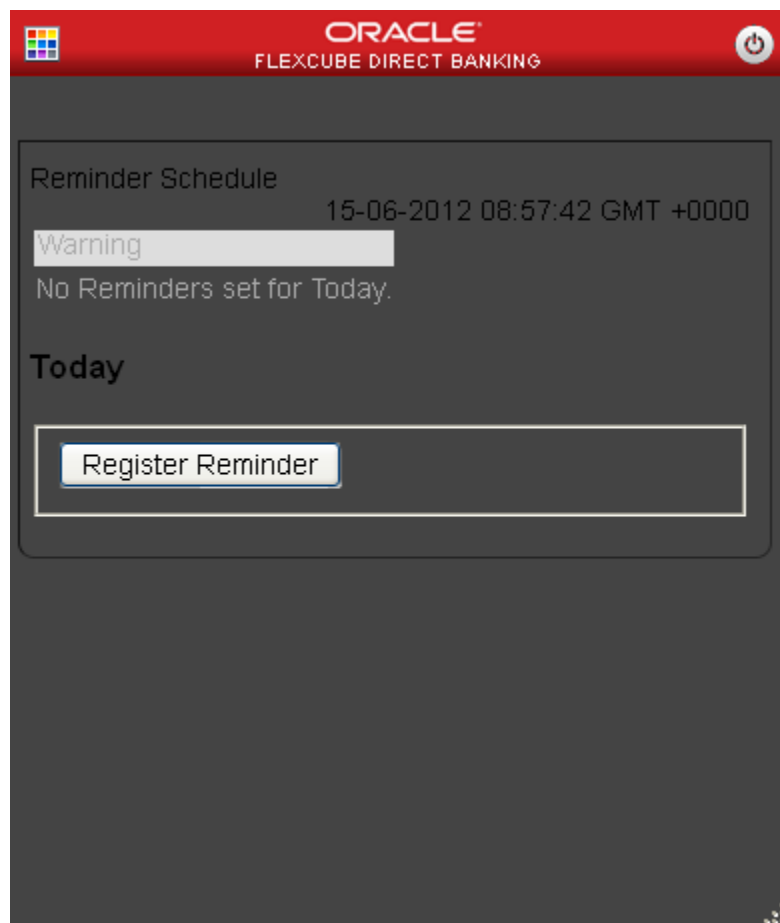 ORACLE
FLEXCUBE DIRECT BANKING
Reminder Schedule
15-06-2012 08:57:42 GMT +0000
Warning
No Reminders set for Today.
Today
Register Reminder